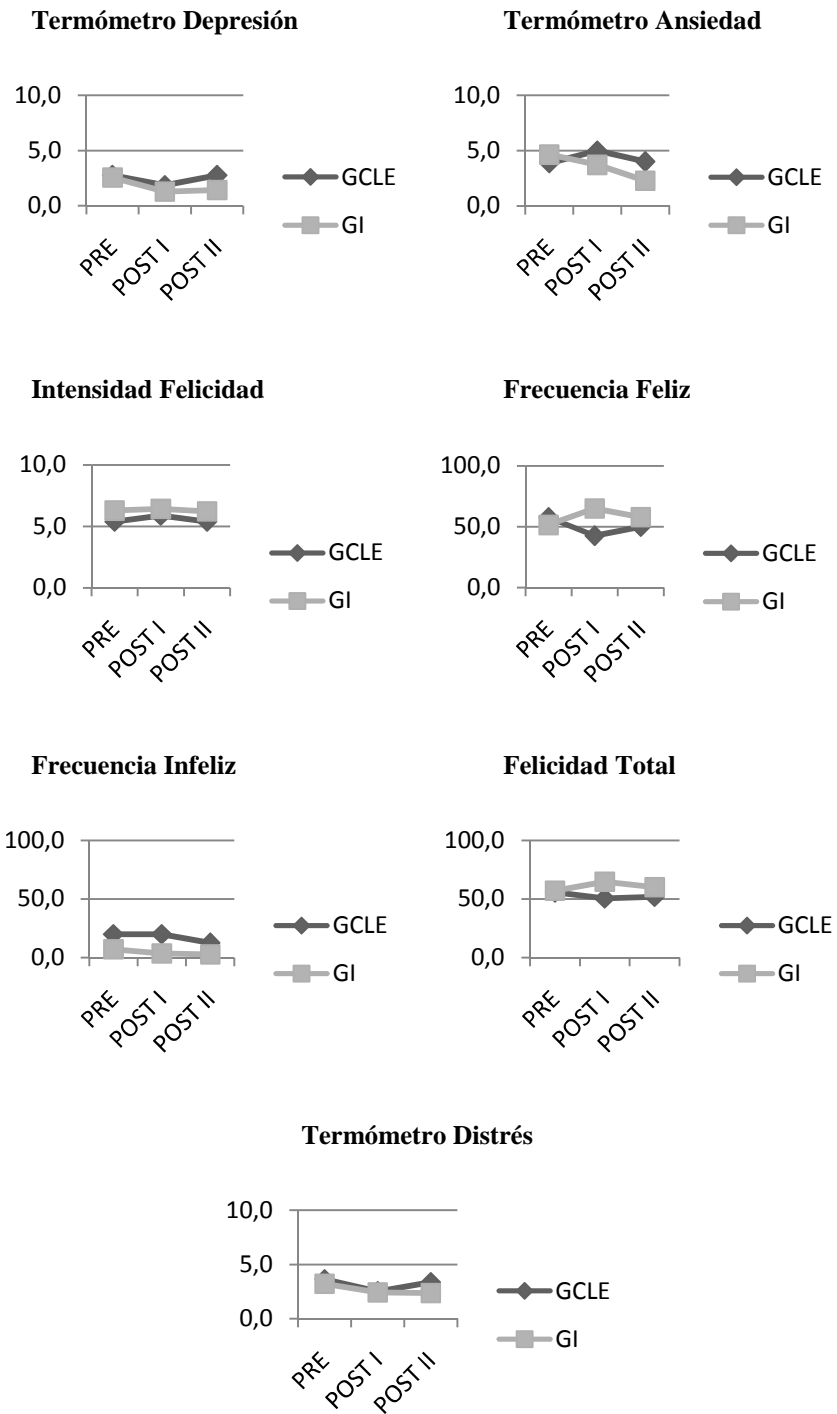 Termómetro Depresión
10,0
5,0
0,0
PRE
POST I
POST II
GCLE
GI
Termómetro Ansiedad
10,0
5,0
0,0
PRE
POST I
POST II
GCLE
GI
Intensidad Felicidad
10,0
5,0
0,0
PRE
POST I
POST II
GCLE
GI
Frecuencia Feliz
100,0
50,0
0,0
PRE
POST I
POST II
GCLE
GI
Frecuencia Infeliz
100,0
50,0
0,0
PRE
POST I
POST II
GCLE
GI
Felicidad Total
100,0
50,0
0,0
PRE
POST I
POST II
GCLE
GI
Termómetro Distrés
10,0
5,0
0,0
PRE
POST I
POST II
GCLE
GI